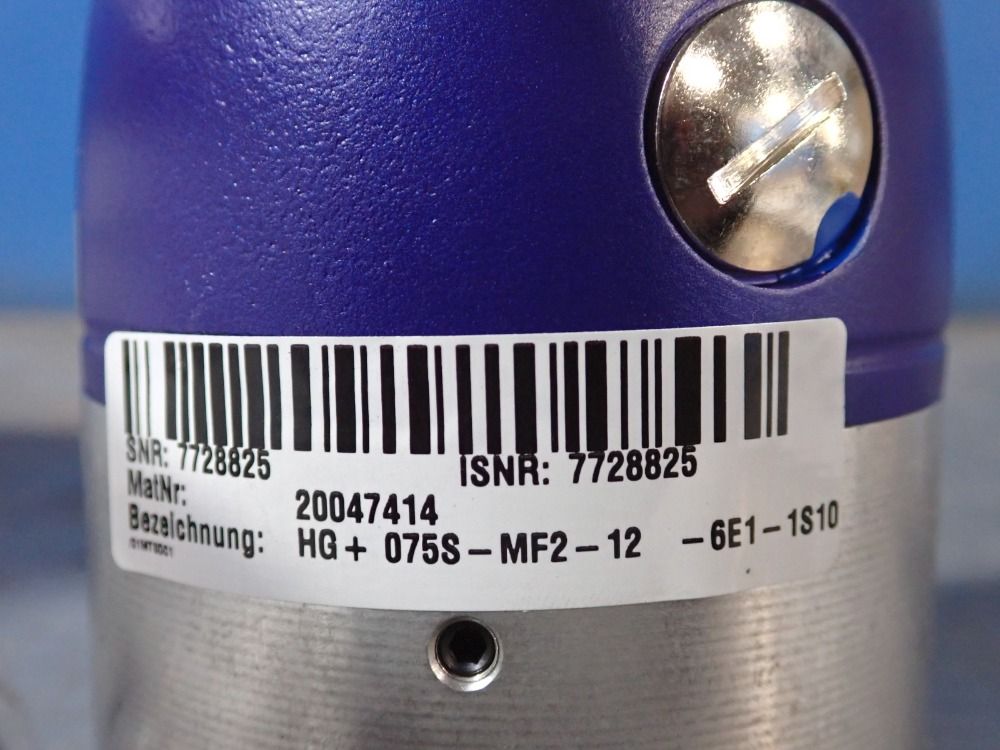 SNR: 7728825 ISNR: 7728825
MatNr: 20047414
Bezeichnung: HG+ 075S-MF2-12 -6E1-1S10